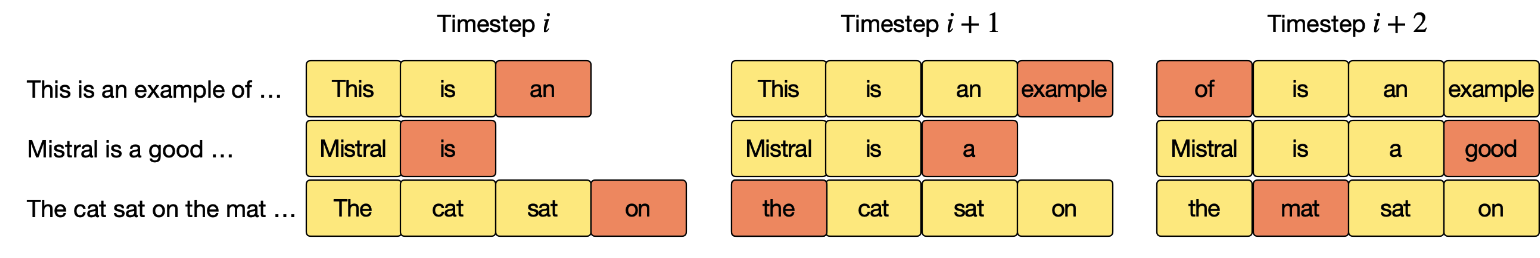 Timestep i Timestep i + 1 Timestep i + 2
This is an example of … This is an This is an example of is an example
Mistral is a good … Mistral is Mistral is a Mistral is a good
The cat sat on the mat … The cat sat on the cat sat on the mat sat on